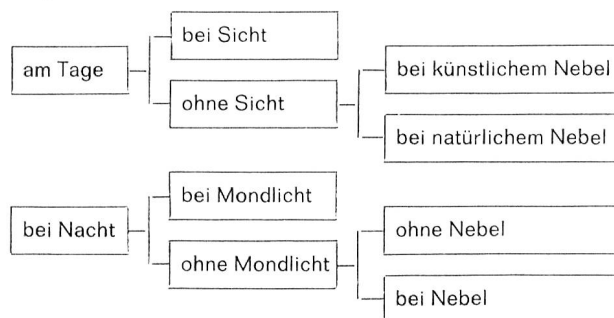 bei Sicht
am Tage
ohne Sicht
bei künstlichem Nebel
bei natürlichem Nebel
bei Mondlicht
bei Nacht
ohne Mondlicht
ohne Nebel
bei Nebel